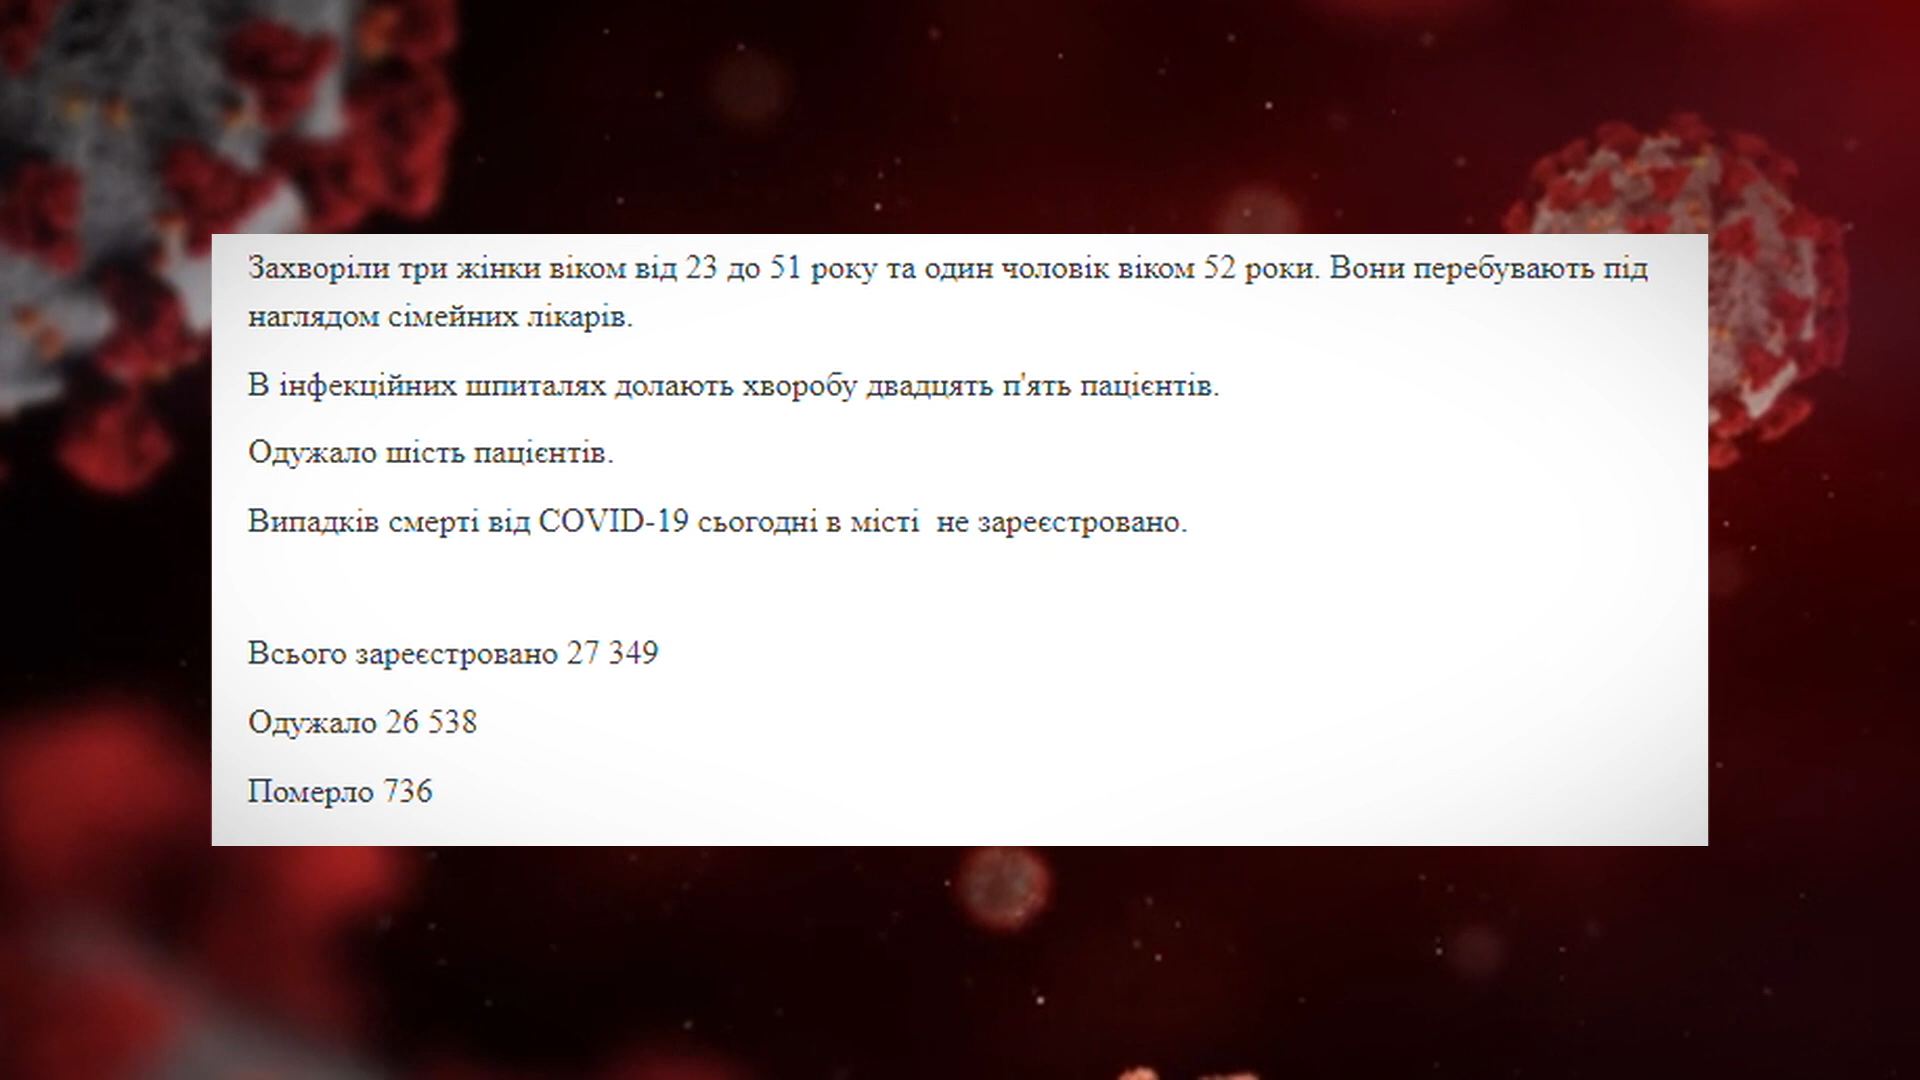 Захворіли три жінки віком від 23 до 51 року та один чоловік віком 52 роки. Вони перебувають під
наглядом сімейних лікарів.
В інфекційних шпиталях долають хворобу двадцять п'ять пацієнтів.
Одужало шість пацієнтів.
Випадків смерті від COVID-19 сьогодні в місті  не зареєстровано.
Всього зареєстровано 27 349
Одужало 26 538
Померло 736